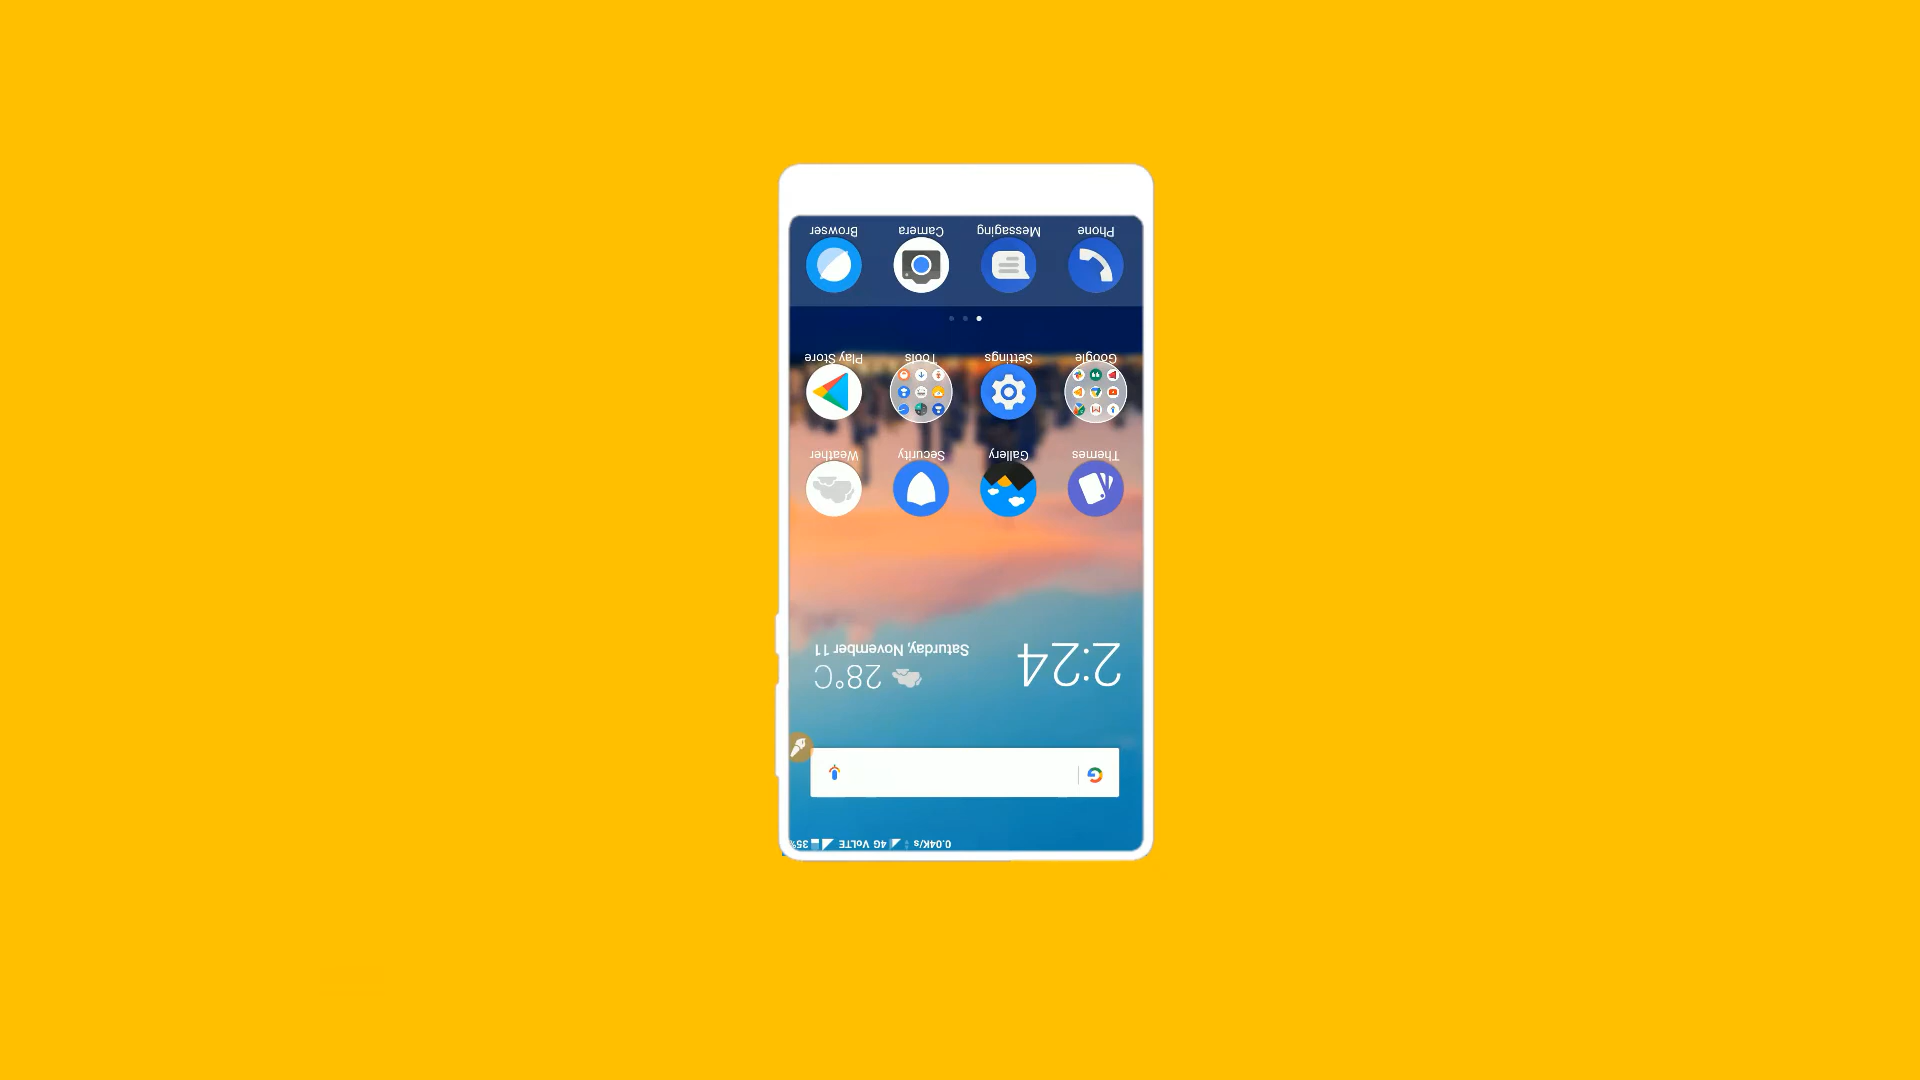 0.04K/s 4G VoLTE 35%
2:24
28°C
Saturday, November 11
Themes Gallery Security Weather
Google Settings Tools Play Store
Phone Messaging Camera Browser